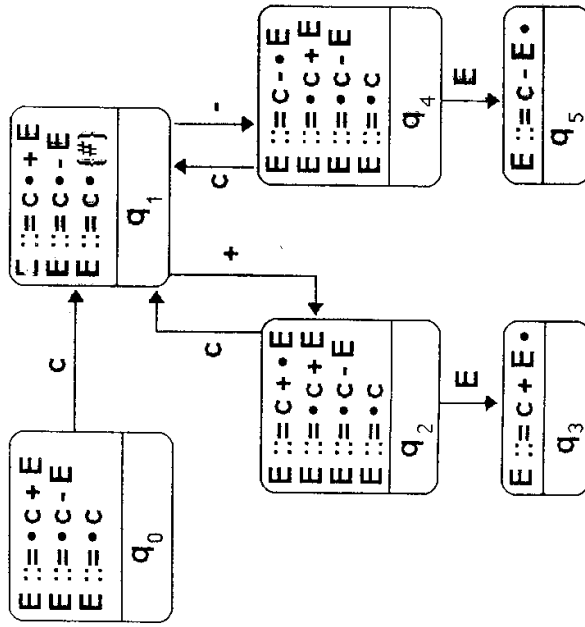 E ::= •c+E
E ::= •c-E
E ::= •c
q₀
c
E ::= c•+E
E ::= c•-E
E ::= c• {#}
q₁
c
+
c
-
E ::= c+•E
E ::= •c+E
E ::= •c-E
E ::= •c
q₂
E ::= c-•E
E ::= •c+E
E ::= •c-E
E ::= •c
q₄
E
E
E ::= c+E•
q₃
E ::= c-E•
q₅